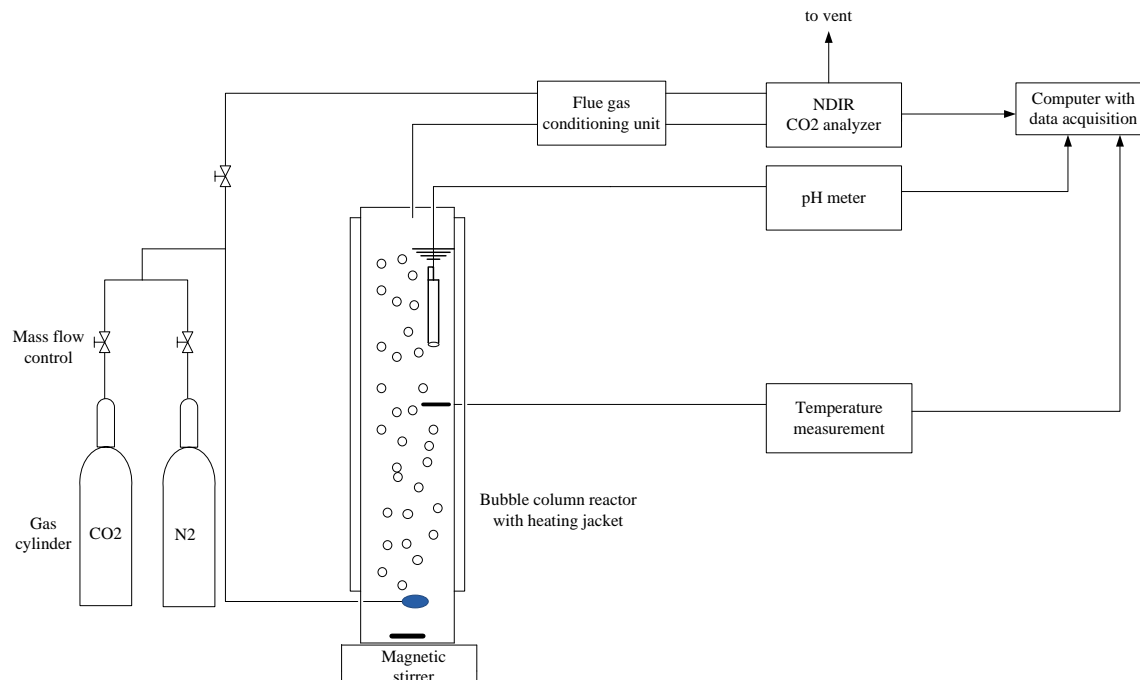 to vent
Flue gas
conditioning unit
NDIR
CO2 analyzer
Computer with
data acquisition
pH meter
Mass flow
control
Temperature
measurement
Bubble column reactor
with heating jacket
Gas
cylinder
CO2
N2
Magnetic
stirrer